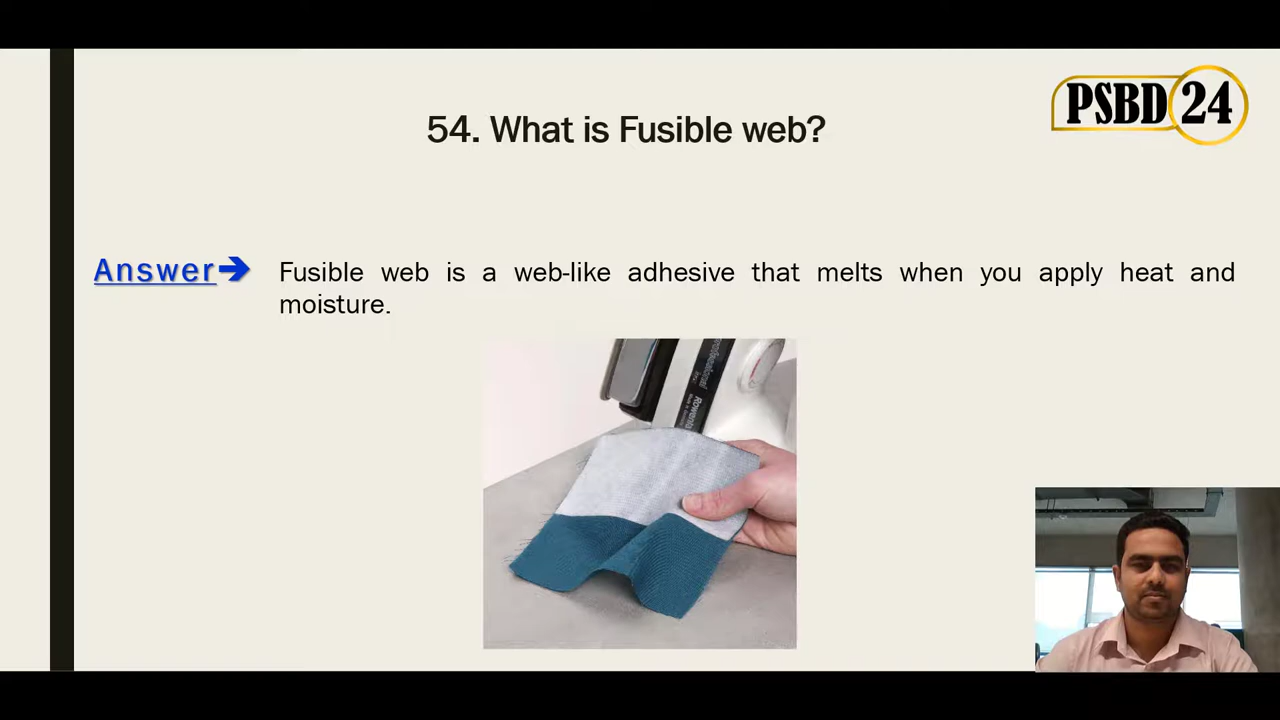 PSBD 24
54. What is Fusible web?
Answer➔ Fusible web is a web-like adhesive that melts when you apply heat and
moisture.
Rowenta